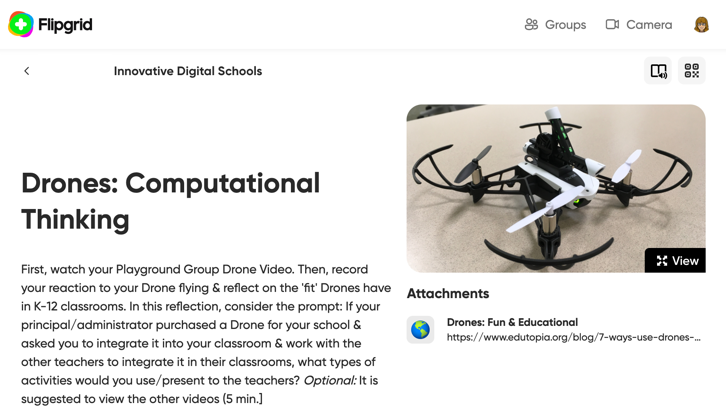 Flipgrid
Groups
Camera
Innovative Digital Schools
Drones: Computational
Thinking
First, watch your Playground Group Drone Video. Then, record
your reaction to your Drone flying & reflect on the 'fit' Drones have
in K-12 classrooms. In this reflection, consider the prompt: If your
principal/administrator purchased a Drone for your school &
asked you to integrate it into your classroom & work with the
other teachers to integrate it in their classrooms, what types of
activities would you use/present to the teachers? Optional: It is
suggested to view the other videos (5 min.]
View
Attachments
Drones: Fun & Educational
https://www.edutopia.org/blog/7-ways-use-drones-...